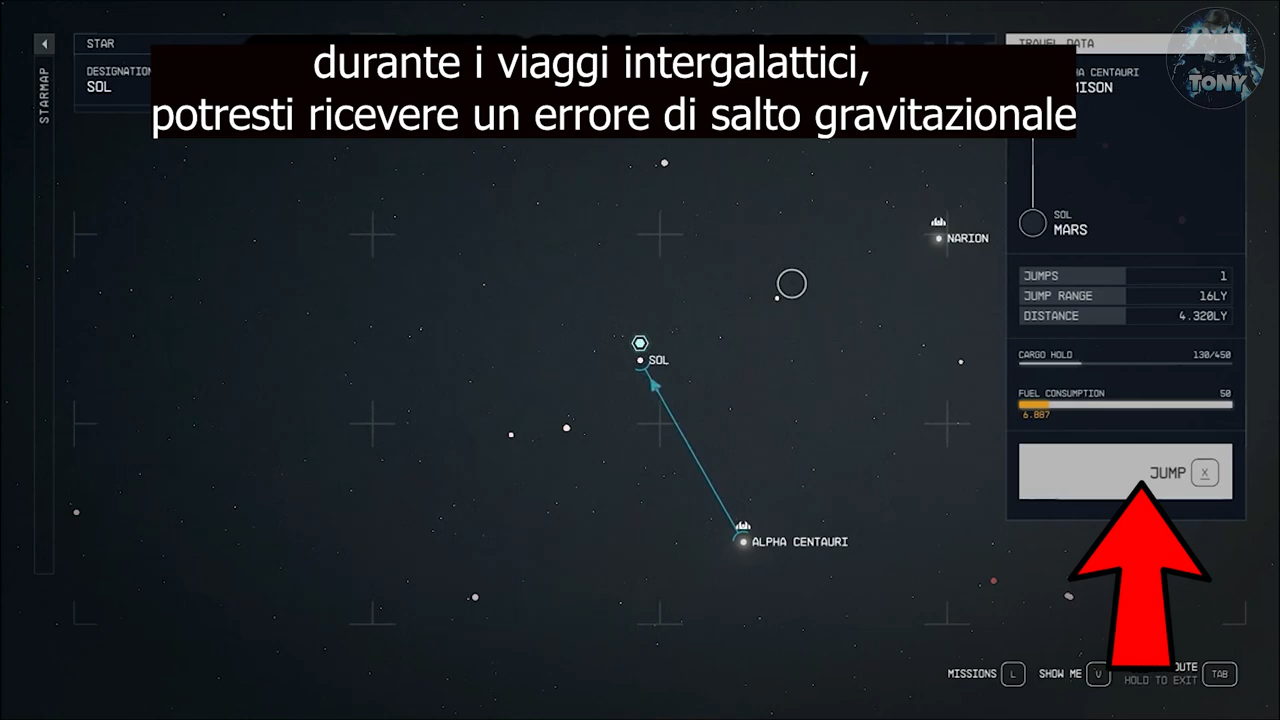 STAR
DESIGNATION
SOL
STARMAP
durante i viaggi intergalattici,
potresti ricevere un errore di salto gravitazionale
TRAVEL DATA
CENTAURI
TONY
SOL
MARS
NARION
JUMPS 1
JUMP RANGE 16LY
DISTANCE 4.320LY
SOL
CARGO HOLD 130/450
FUEL CONSUMPTION 50
6.887
JUMP X
ALPHA CENTAURI
MISSIONS L
SHOW ME V
HOLD TO EXIT TAB